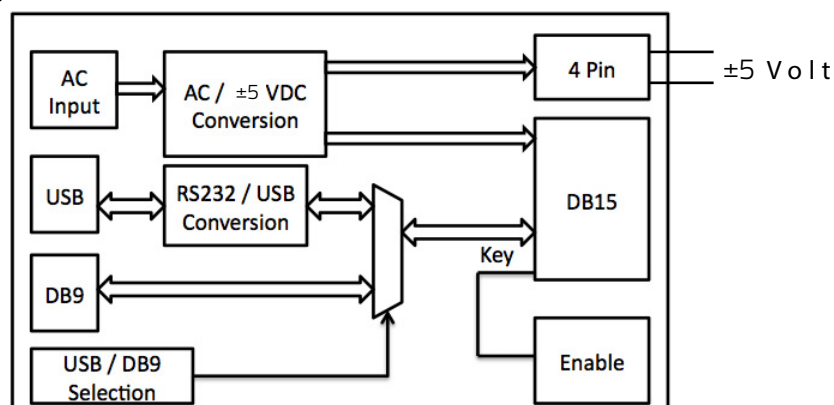 AC
Input
AC / ±5 VDC
Conversion
4 Pin
±5 Volt
USB
RS232 / USB
Conversion
DB15
Key
DB9
USB / DB9
Selection
Enable